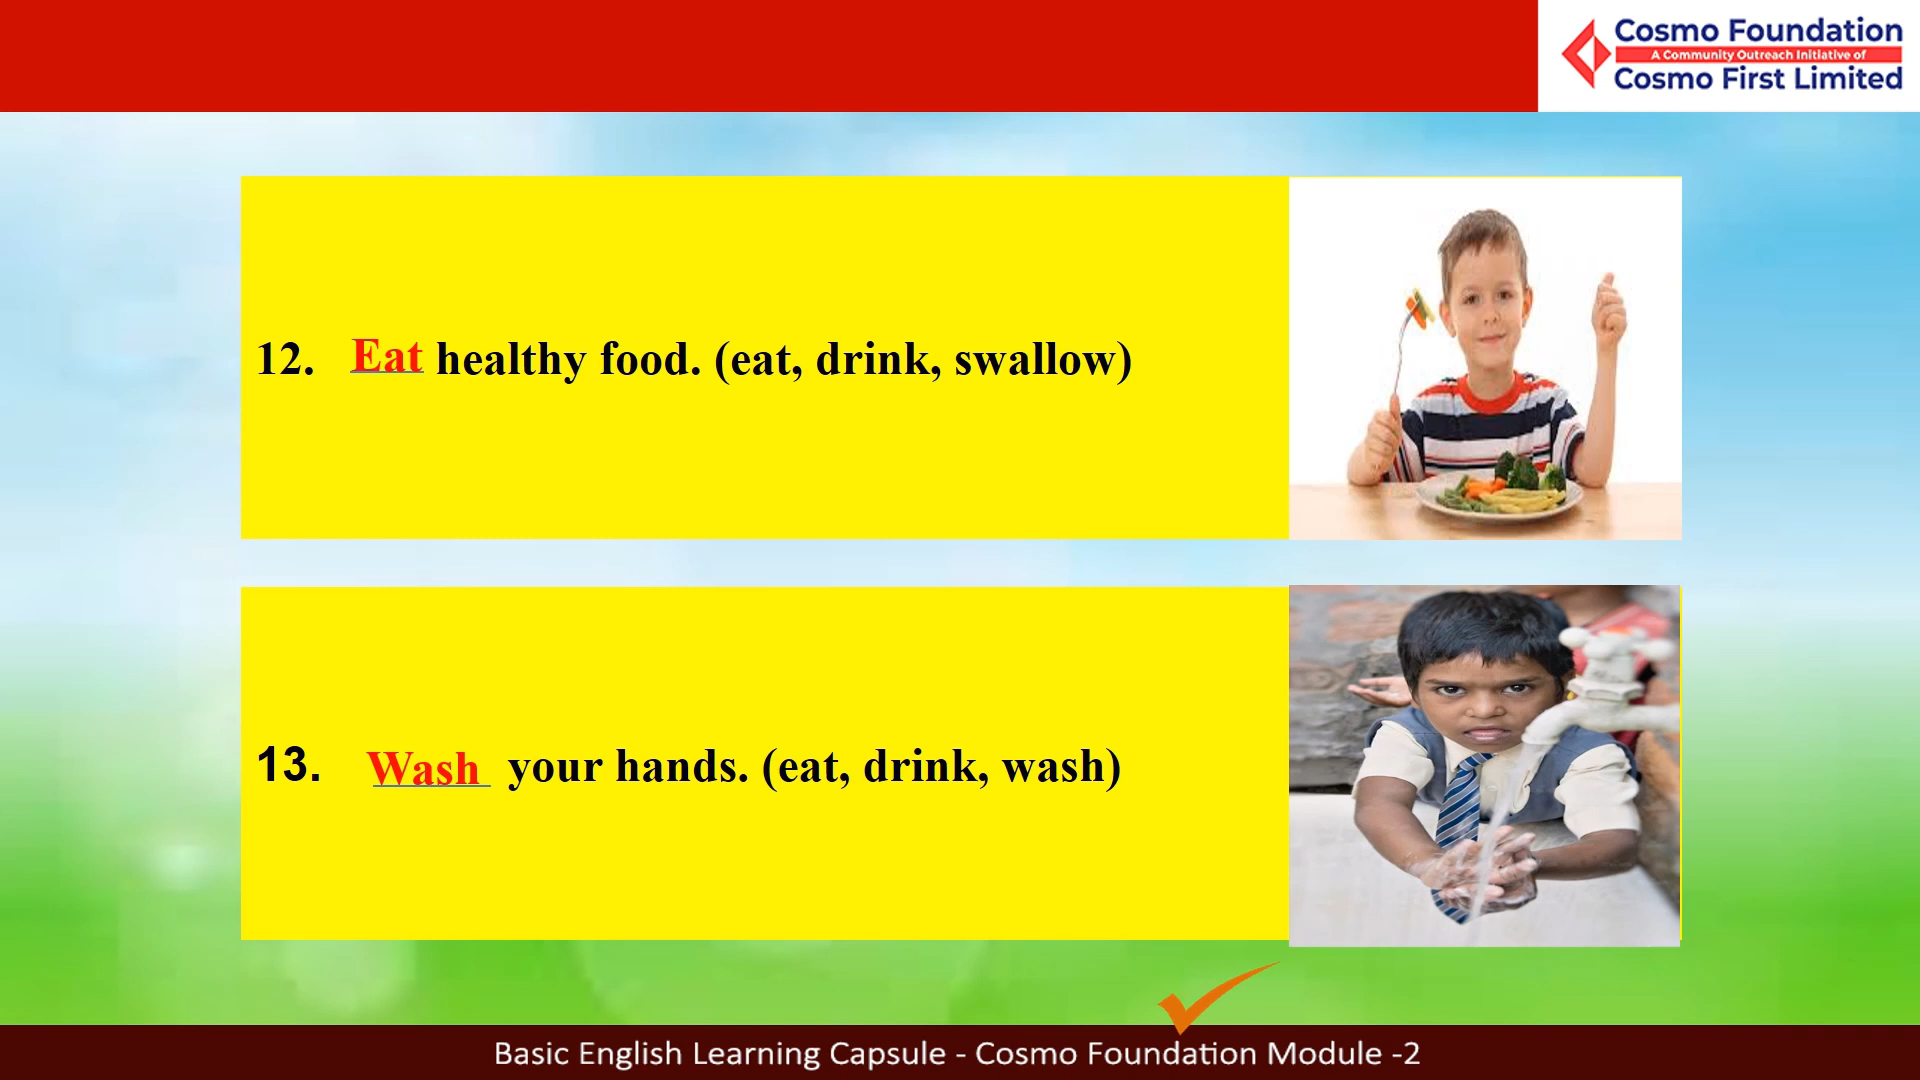 Cosmo Foundation
A Community Outreach Initiative of
Cosmo First Limited
12. Eat healthy food. (eat, drink, swallow)
13. Wash your hands. (eat, drink, wash)
Basic English Learning Capsule - Cosmo Foundation Module -2